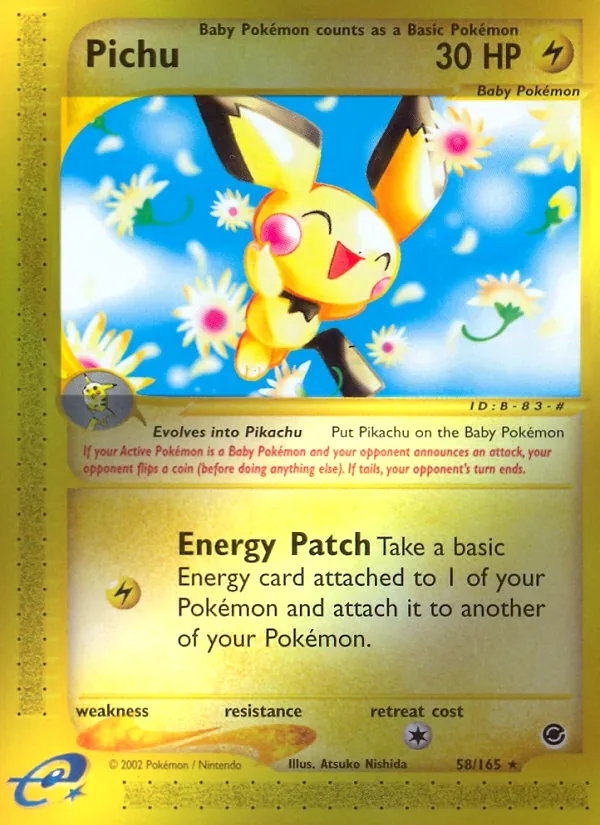 Baby Pokémon counts as a Basic Pokémon
Pichu 30 HP
Baby Pokémon
ID:B-83-#
Evolves into Pikachu Put Pikachu on the Baby Pokémon
If your Active Pokémon is a Baby Pokémon and your opponent announces an attack, your
opponent flips a coin (before doing anything else). If tails, your opponent's turn ends.
Energy Patch Take a basic
Energy card attached to 1 of your
Pokémon and attach it to another
of your Pokémon.
weakness resistance retreat cost
© 2002 Pokémon / Nintendo Illus. Atsuko Nishida 58/165 ★
e